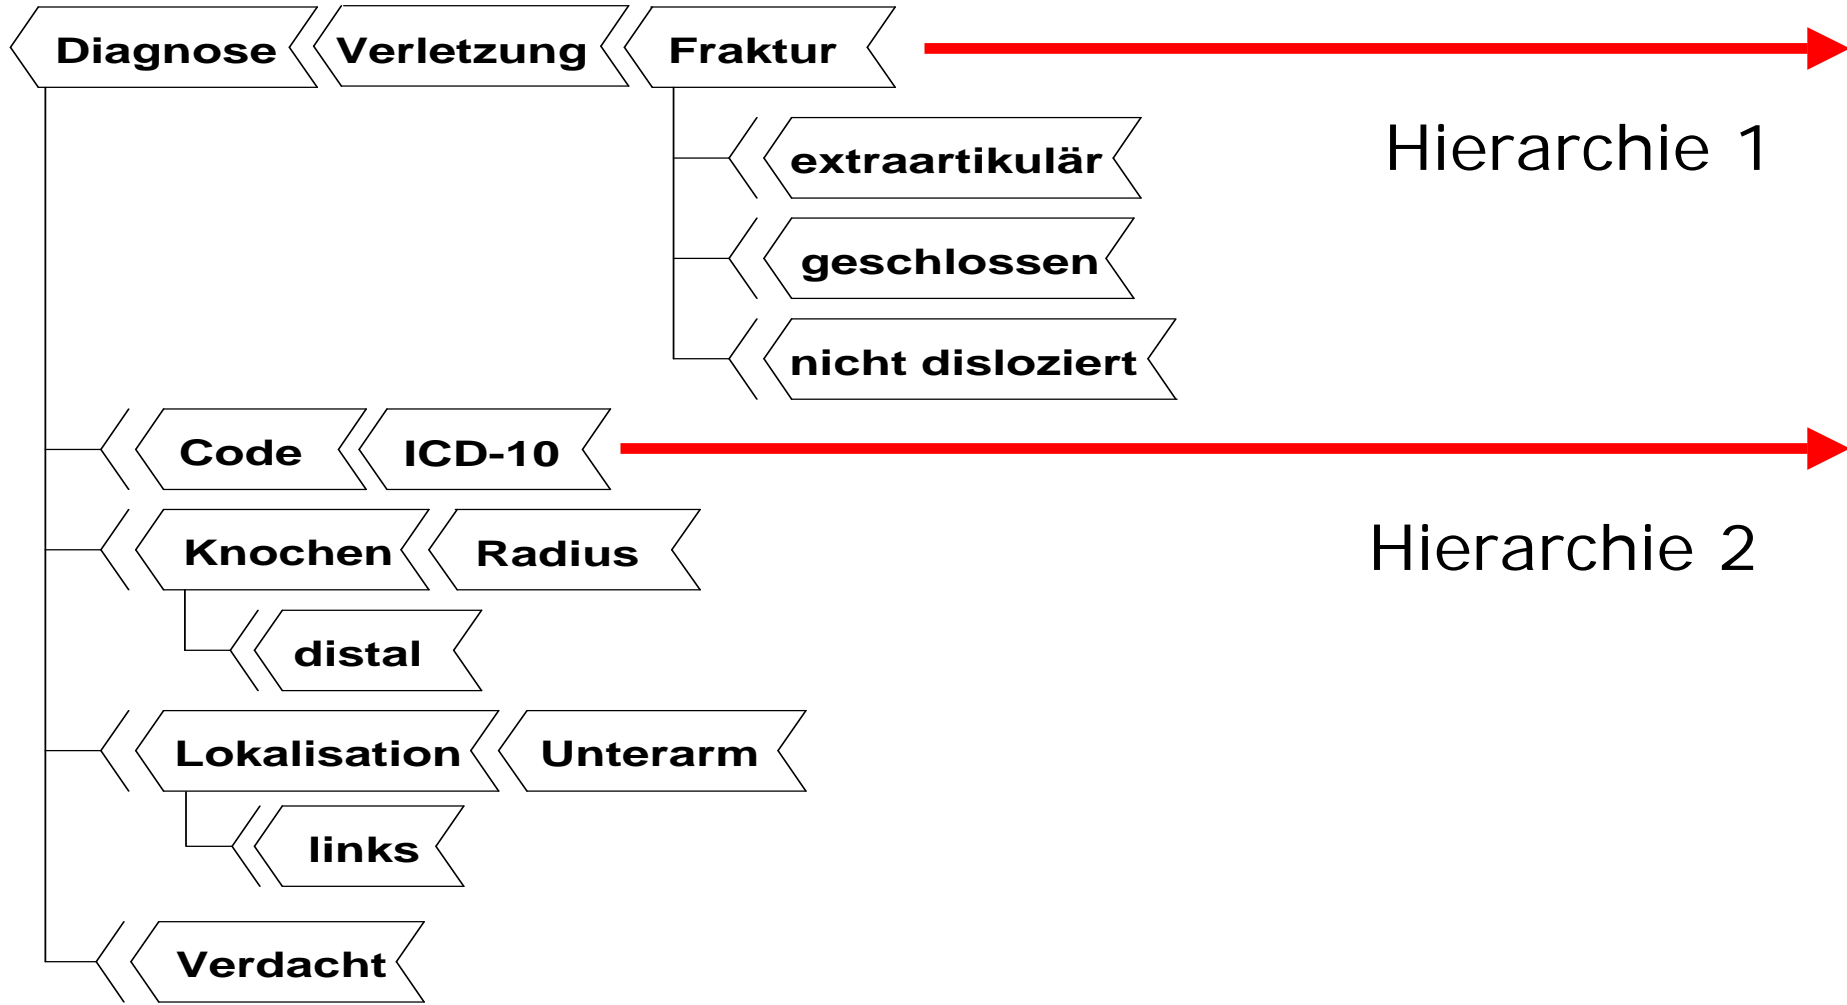 Diagnose Verletzung Fraktur
extraartikulär
Hierarchie 1
geschlossen
nicht disloziert
Code ICD-10
Knochen Radius
Hierarchie 2
distal
Lokalisation Unterarm
links
Verdacht